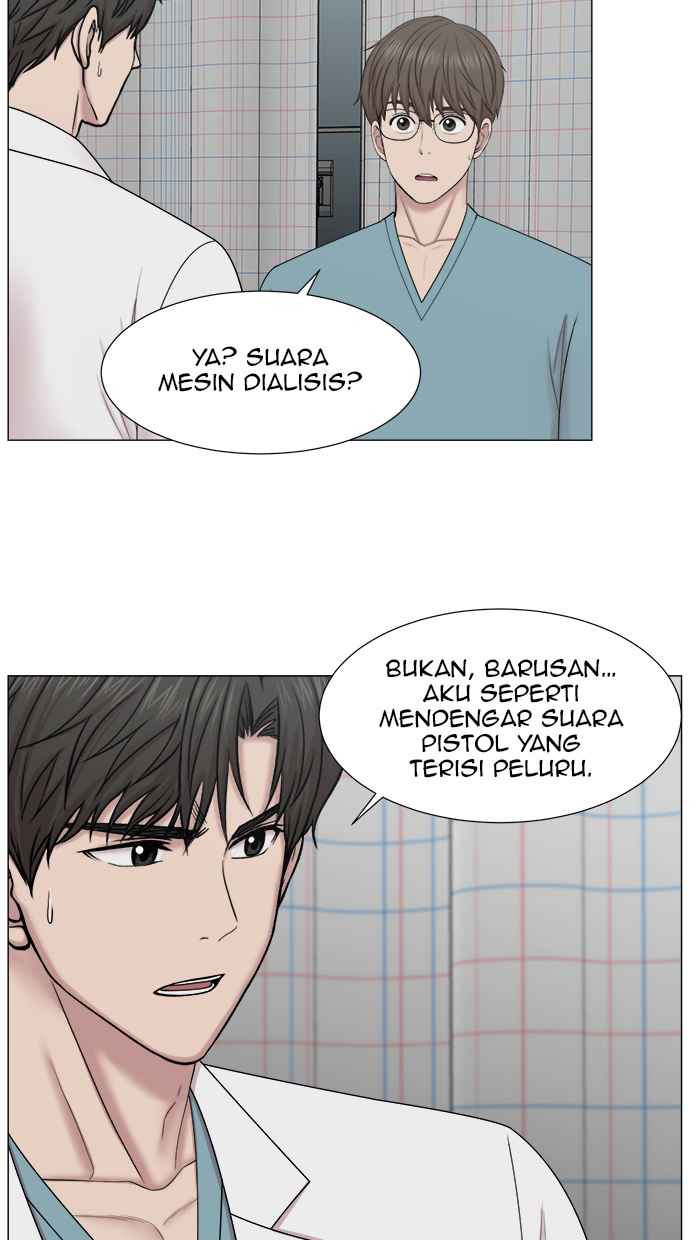 YA? SUARA
MESIN DIALISIS?
BUKAN, BARUSAN...
AKU SEPERTI
MENDENGAR SUARA
PISTOL YANG
TERISI PELURU.